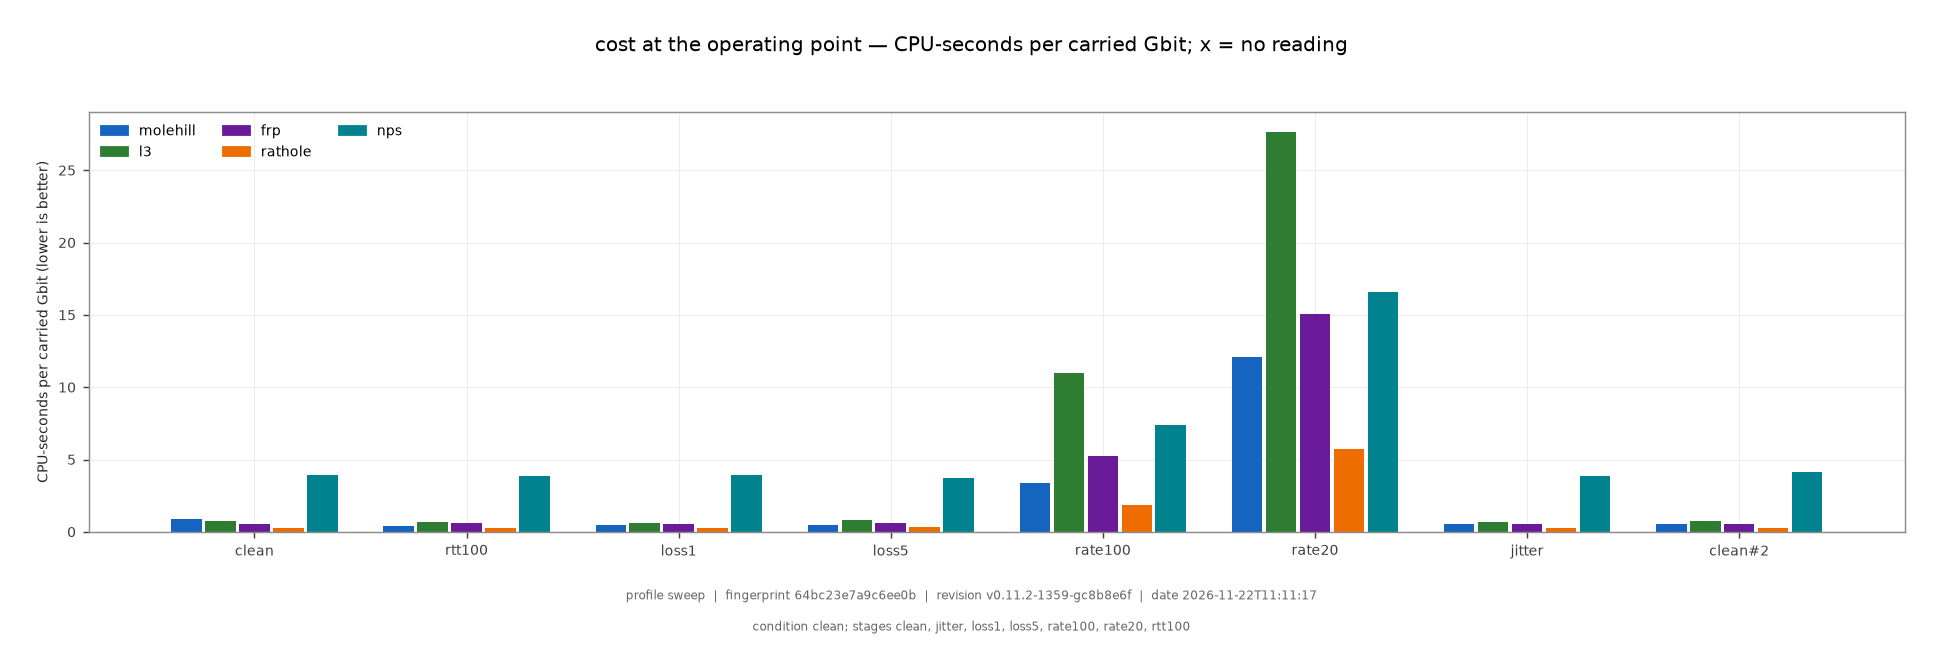 cost at the operating point — CPU-seconds per carried Gbit; x = no reading
molehill frp nps
l3 rathole
CPU-seconds per carried Gbit (lower is better)
25
20
15
10
5
0
clean rtt100 loss1 loss5 rate100 rate20 jitter clean#2
profile sweep | fingerprint 64bc23e7a9c6ee0b | revision v0.11.2-1359-gc8b8e6f | date 2026-11-22T11:11:17
condition clean; stages clean, jitter, loss1, loss5, rate100, rate20, rtt100